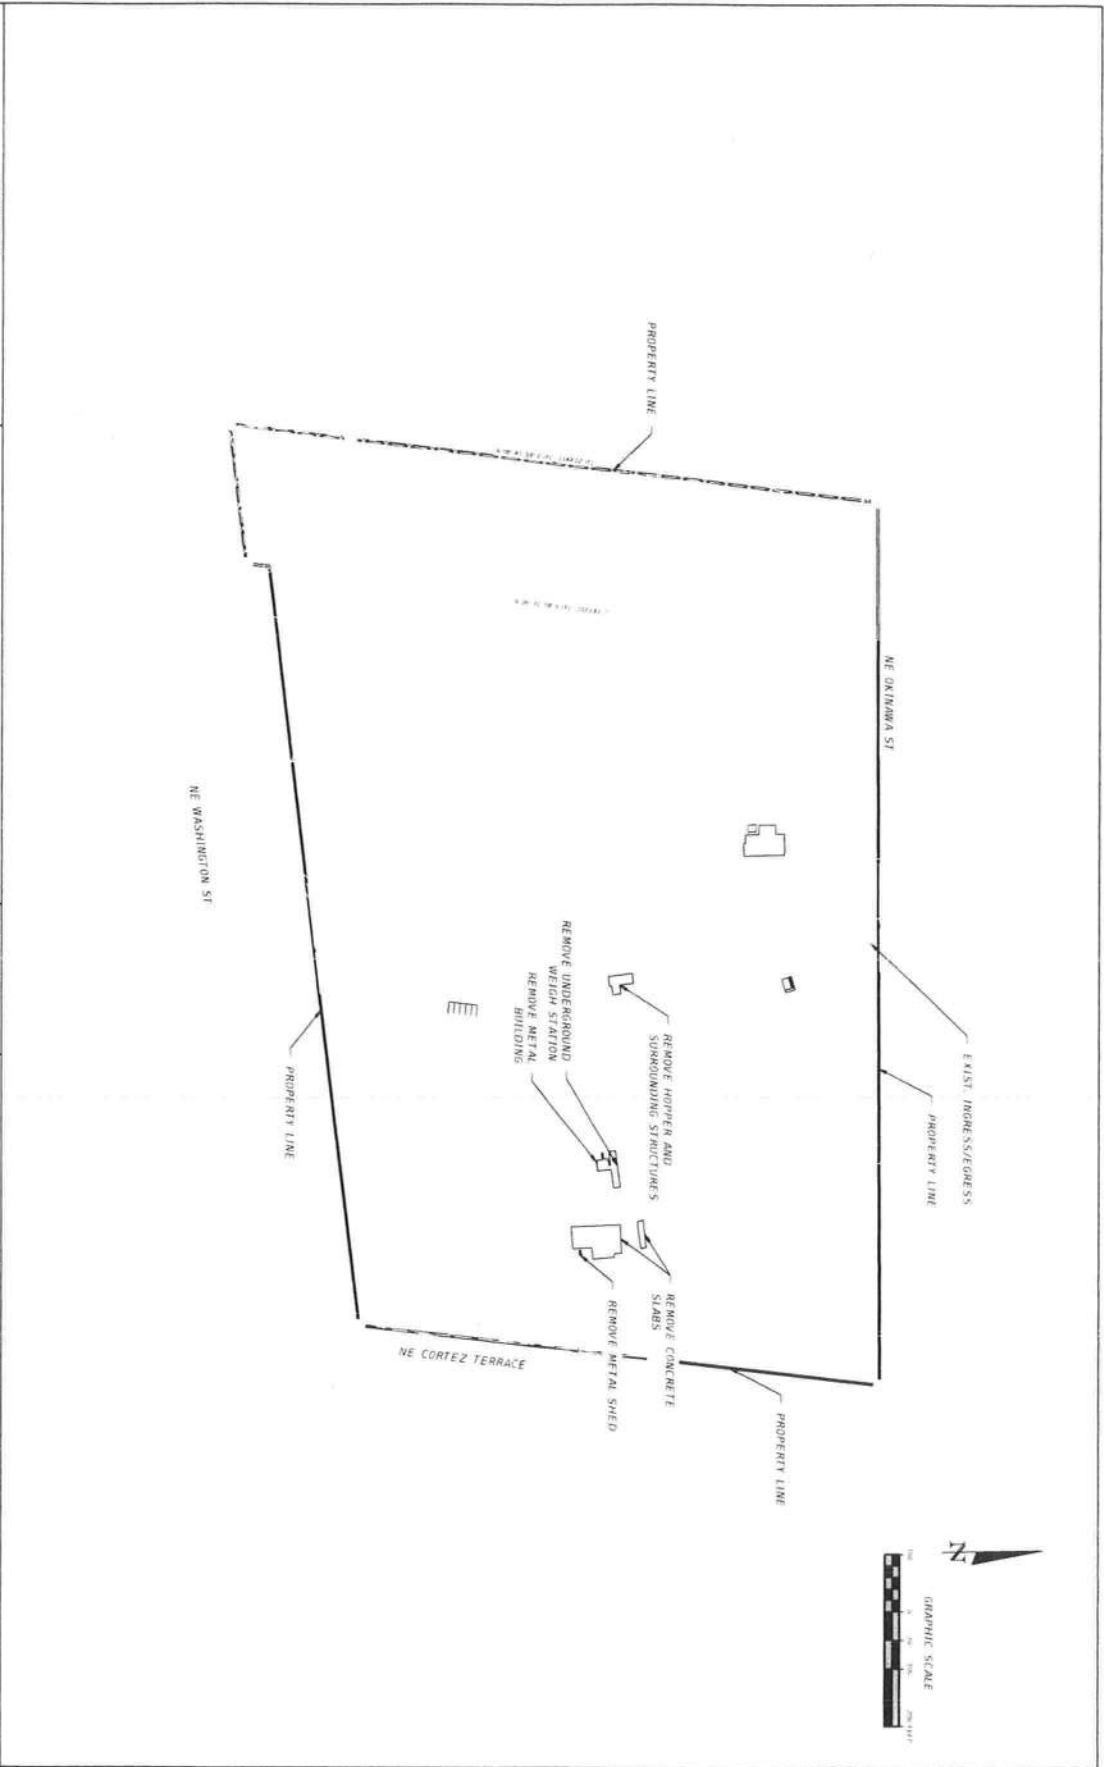 EXIST. INGRESS/EGRESS
PROPERTY LINE
NE OKINAWA ST
PROPERTY LINE
REMOVE HOPPER AND
SURROUNDING STRUCTURES
REMOVE UNDERGROUND
WEIGH STATION
REMOVE METAL
BUILDING
REMOVE CONCRETE
SLABS
REMOVE METAL SHED
PROPERTY LINE
NE CORTEZ TERRACE
PROPERTY LINE
NE WASHINGTON ST
N
GRAPHIC SCALE